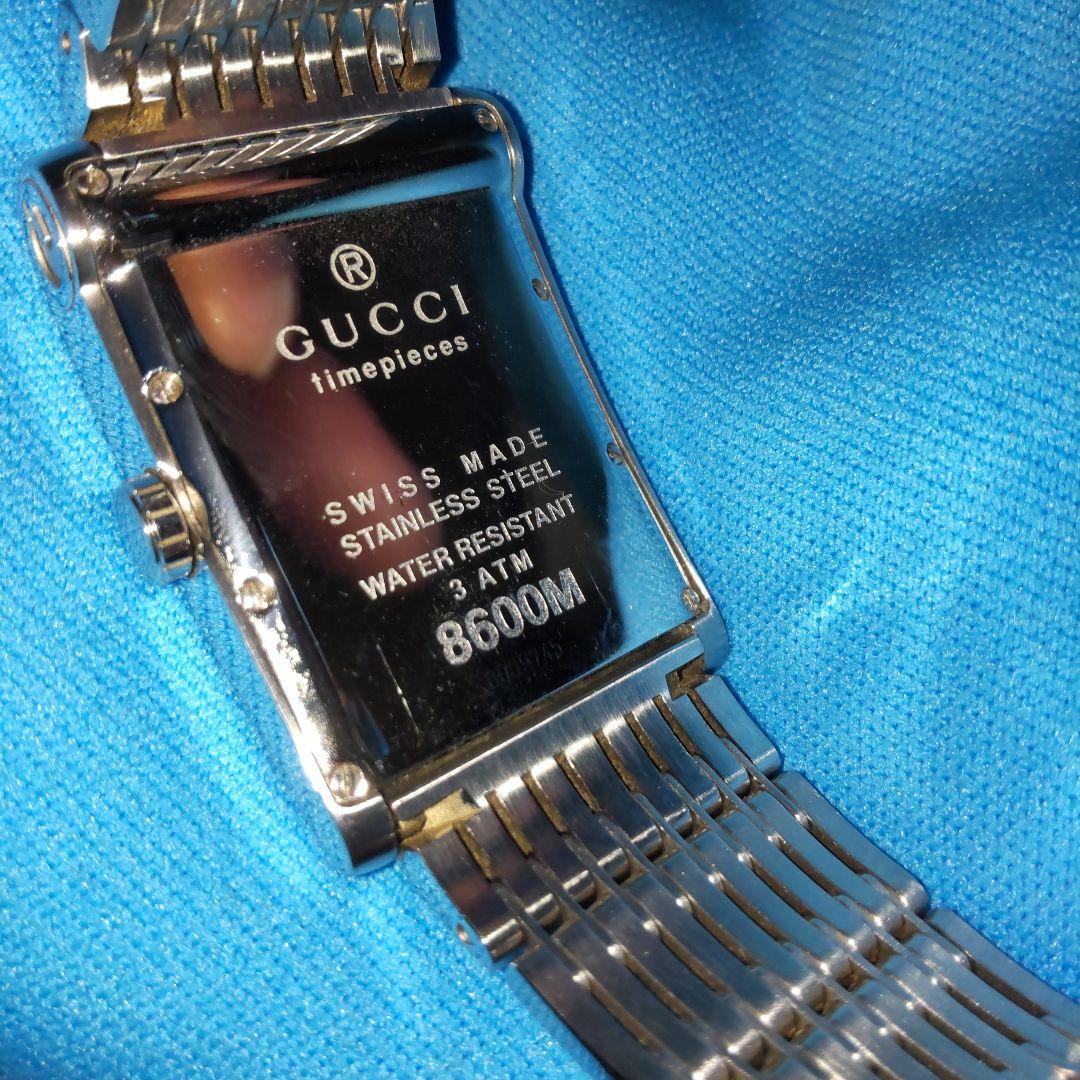 ®
GUCCI
timepieces
SWISS MADE
STAINLESS STEEL
WATER RESISTANT
3 ATM
8600M